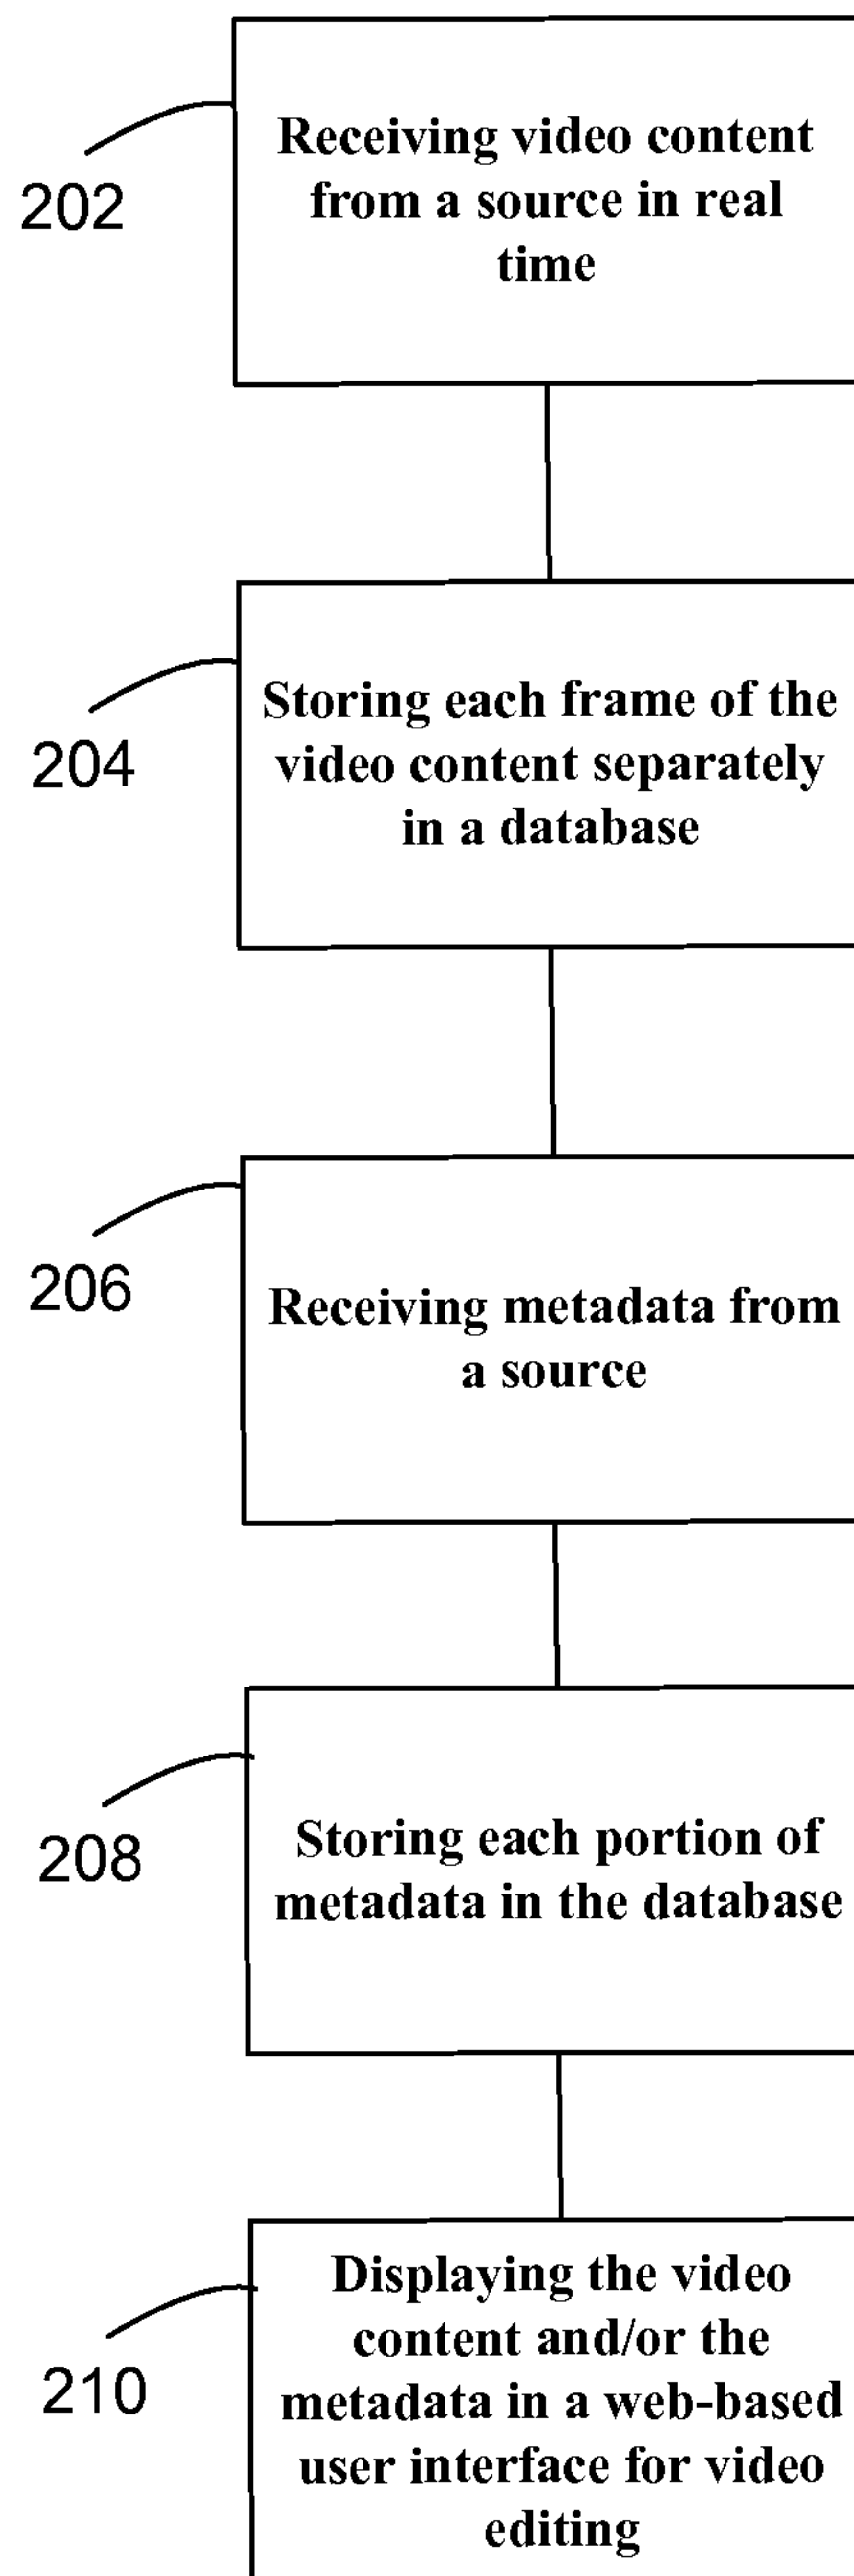 Receiving video content
from a source in real
time
202
Storing each frame of the
video content separately
in a database
204
Receiving metadata from
a source
206
Storing each portion of
metadata in the database
208
Displaying the video
content and/or the
metadata in a web-based
user interface for video
editing
210